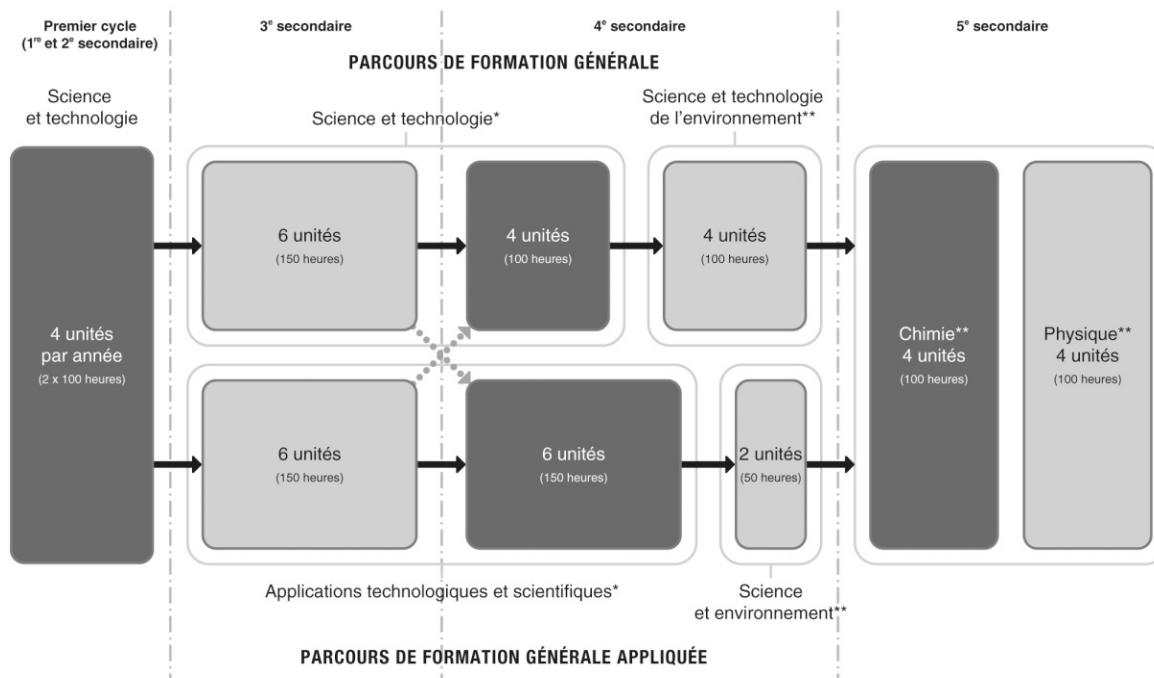 Premier cycle
(1re et 2e secondaire)
3e secondaire
4e secondaire
5e secondaire
PARCOURS DE FORMATION GÉNÉRALE
Science
et technologie
Science et technologie*
Science et technologie
de l'environnement**
4 unités
par année
(2 x 100 heures)
6 unités
(150 heures)
4 unités
(100 heures)
4 unités
(100 heures)
Chimie**
4 unités
(100 heures)
Physique**
4 unités
(100 heures)
6 unités
(150 heures)
6 unités
(150 heures)
2 unités
(50 heures)
Applications technologiques et scientifiques*
Science
et environnement**
PARCOURS DE FORMATION GÉNÉRALE APPLIQUÉE